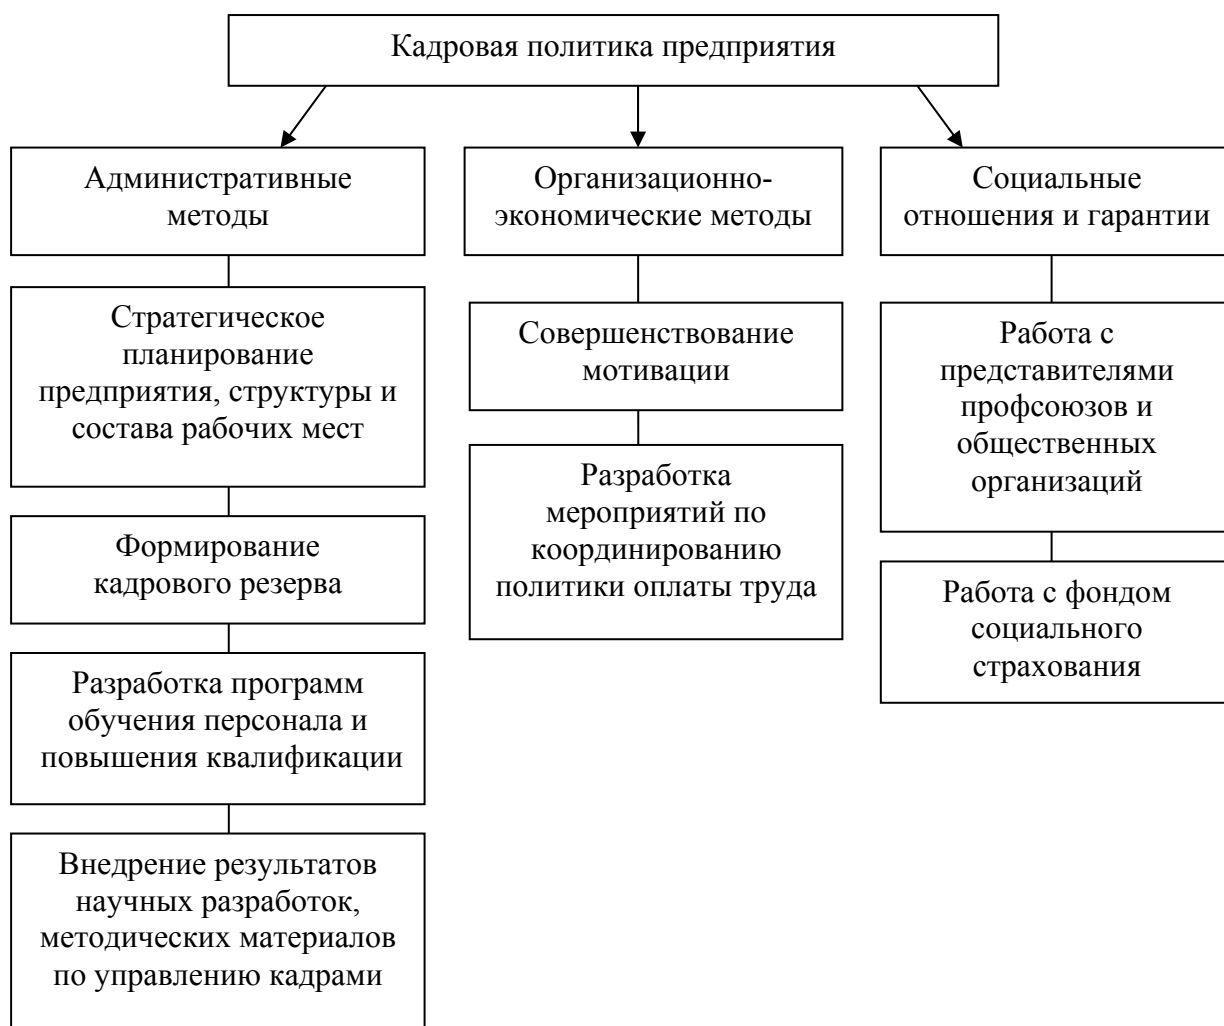 Кадровая политика предприятия
Административные
методы
Стратегическое
планирование
предприятия, структуры и
состава рабочих мест
Формирование
кадрового резерва
Разработка программ
обучения персонала и
повышения квалификации
Внедрение результатов
научных разработок,
методических материалов
по управлению кадрами
Организационно-
экономические методы
Совершенствование
мотивации
Разработка
мероприятий по
координированию
политики оплаты труда
Социальные
отношения и гарантии
Работа с
представителями
профсоюзов и
общественных
организаций
Работа с фондом
социального
страхования